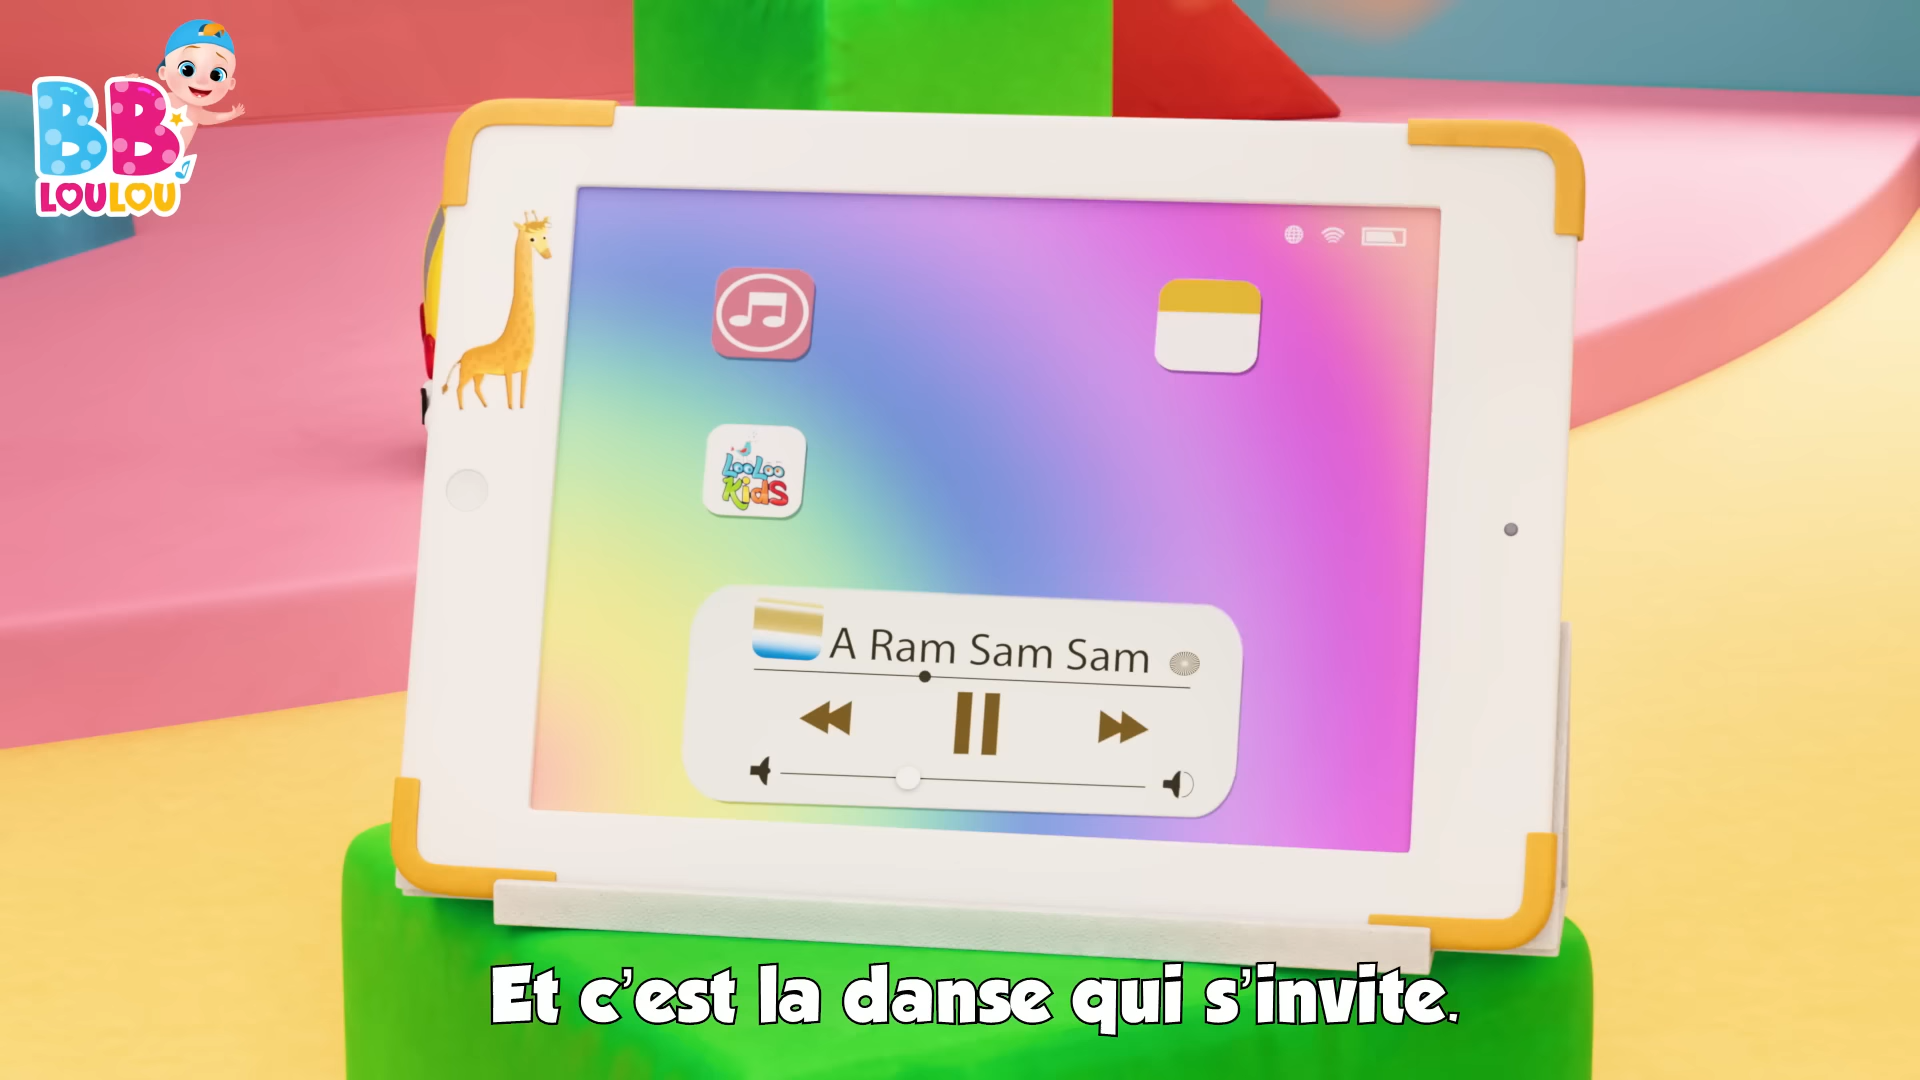 BB
LOULOU
LooLoo
Kids
A Ram Sam Sam
Et c'est la danse qui s'invite.